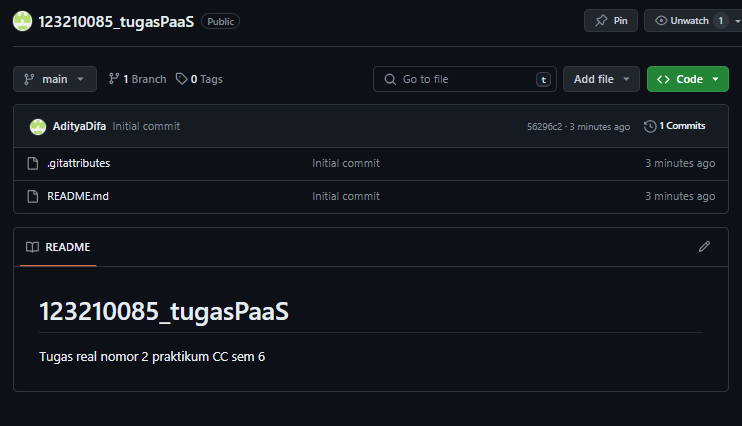 123210085_tugasPaaS Public Pin Unwatch 1
main 1 Branch 0 Tags Go to file t Add file Code
AdityaDifa Initial commit 56296c2 · 3 minutes ago 1 Commits
.gitattributes Initial commit 3 minutes ago
README.md Initial commit 3 minutes ago
README
123210085_tugasPaaS
Tugas real nomor 2 praktikum CC sem 6